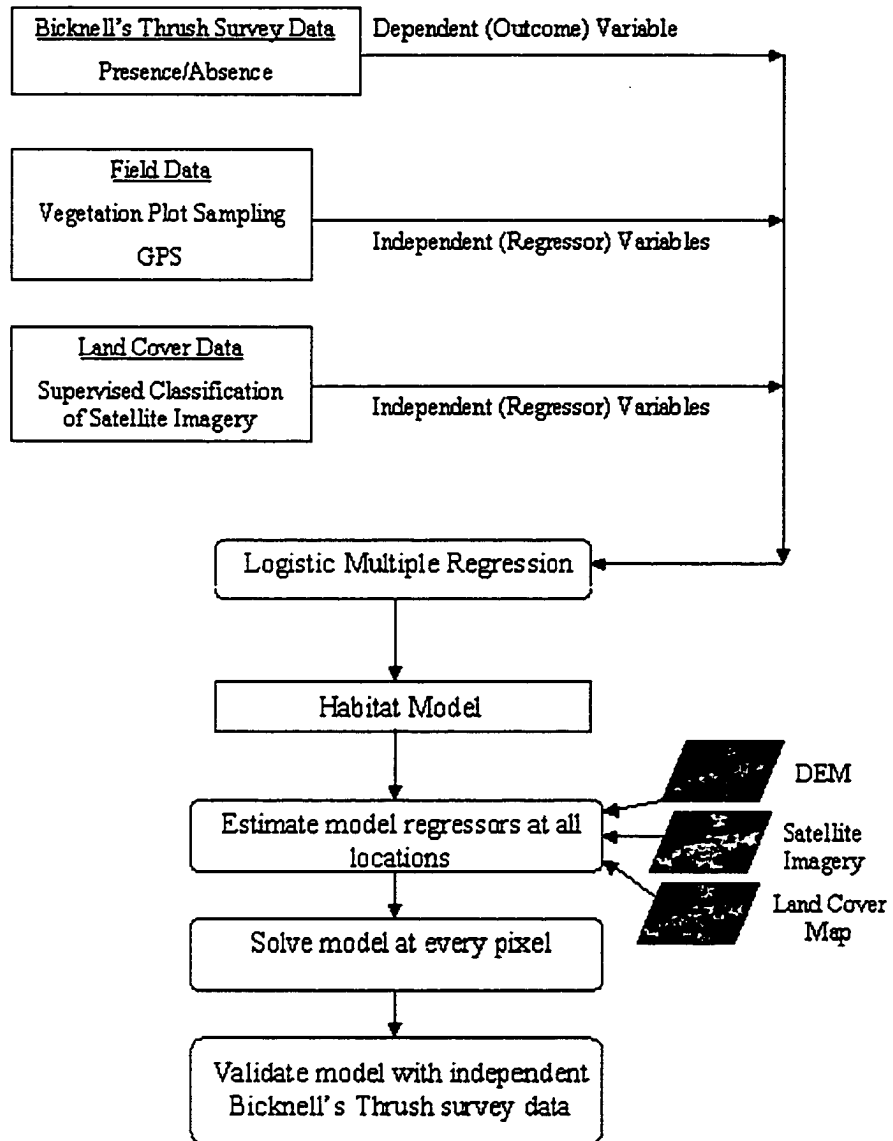 Bicknell's Thrush Survey Data
Presence/Absence
Dependent (Outcome) Variable
Field Data
Vegetation Plot Sampling
GPS
Independent (Regressor) Variables
Land Cover Data
Supervised Classification
of Satellite Imagery
Independent (Regressor) Variables
Logistic Multiple Regression
Habitat Model
Estimate model regressors at all
locations
DEM
Satellite
Imagery
Land Cover
Map
Solve model at every pixel
Validate model with independent
Bicknell's Thrush survey data